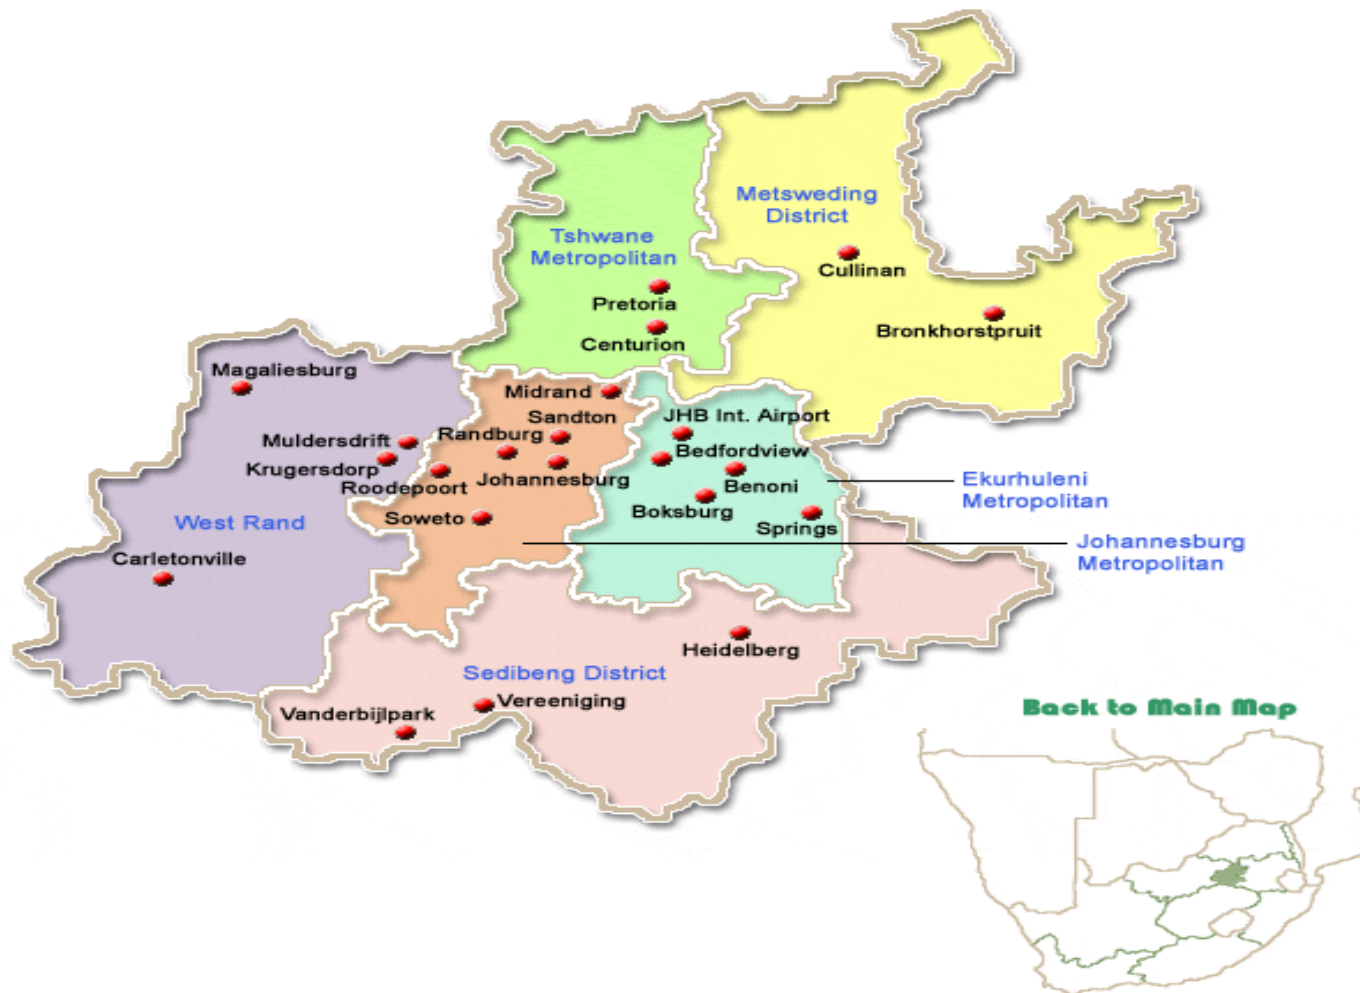 Metsweding
District
Tshwane
Metropolitan
Cullinan
Pretoria
Bronkhorstpruit
Centurion
Magaliesburg
Midrand
Sandton
JHB Int. Airport
Randburg
Muldersdrift
Bedfordview
Krugersdorp
Johannesburg
Roodepoort
Benoni
Ekurhuleni
Metropolitan
Boksburg
Soweto
West Rand
Springs
Johannesburg
Metropolitan
Carletonville
Heidelberg
Sedibeng District
Vereeniging
Vanderbijlpark
Back to Main Map